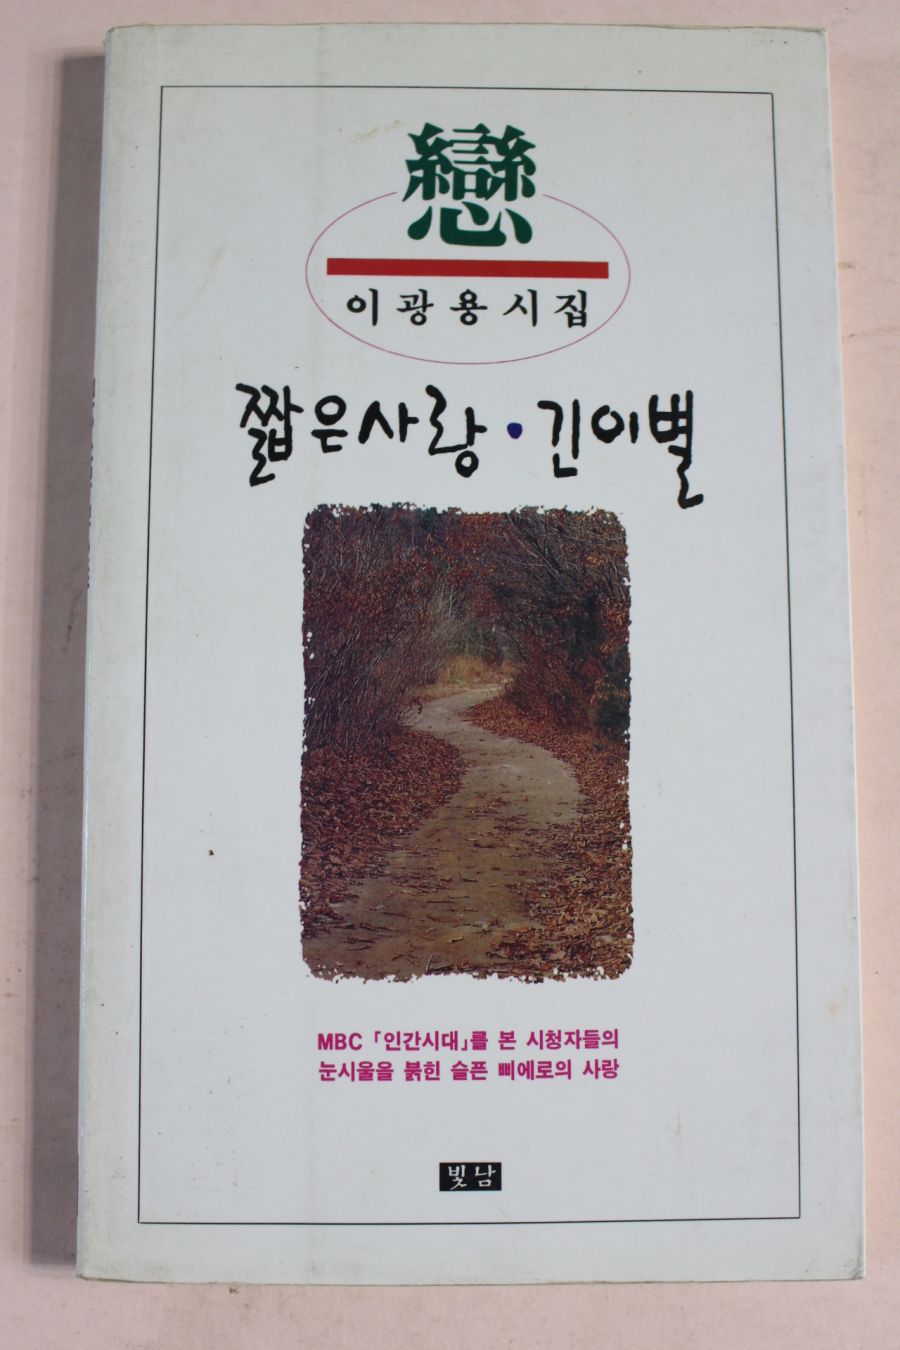 戀
이광용시집
짧은사랑·긴이별
MBC 「인간시대」를 본 시청자들의
눈시울을 붉힌 슬픈 삐에로의 사랑
빛남